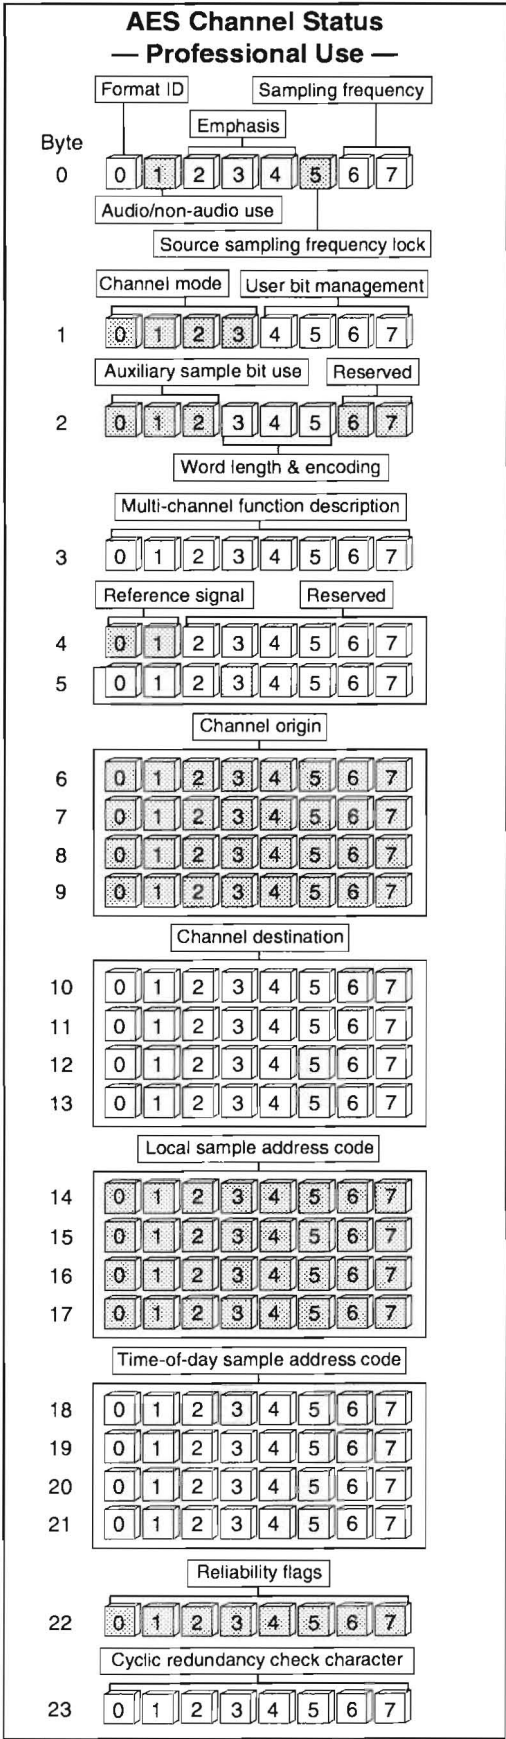 AES Channel Status
— Professional Use —
Format ID Sampling frequency
Emphasis
Byte
0 0 1 2 3 4 5 6 7
Audio/non-audio use
Source sampling frequency lock
Channel mode User bit management
1 0 1 2 3 4 5 6 7
Auxiliary sample bit use Reserved
2 0 1 2 3 4 5 6 7
Word length & encoding
Multi-channel function description
3 0 1 2 3 4 5 6 7
Reference signal Reserved
4 0 1 2 3 4 5 6 7
5 0 1 2 3 4 5 6 7
Channel origin
6 0 1 2 3 4 5 6 7
7 0 1 2 3 4 5 6 7
8 0 1 2 3 4 5 6 7
9 0 1 2 3 4 5 6 7
Channel destination
10 0 1 2 3 4 5 6 7
11 0 1 2 3 4 5 6 7
12 0 1 2 3 4 5 6 7
13 0 1 2 3 4 5 6 7
Local sample address code
14 0 1 2 3 4 5 6 7
15 0 1 2 3 4 5 6 7
16 0 1 2 3 4 5 6 7
17 0 1 2 3 4 5 6 7
Time-of-day sample address code
18 0 1 2 3 4 5 6 7
19 0 1 2 3 4 5 6 7
20 0 1 2 3 4 5 6 7
21 0 1 2 3 4 5 6 7
Reliability flags
22 0 1 2 3 4 5 6 7
Cyclic redundancy check character
23 0 1 2 3 4 5 6 7